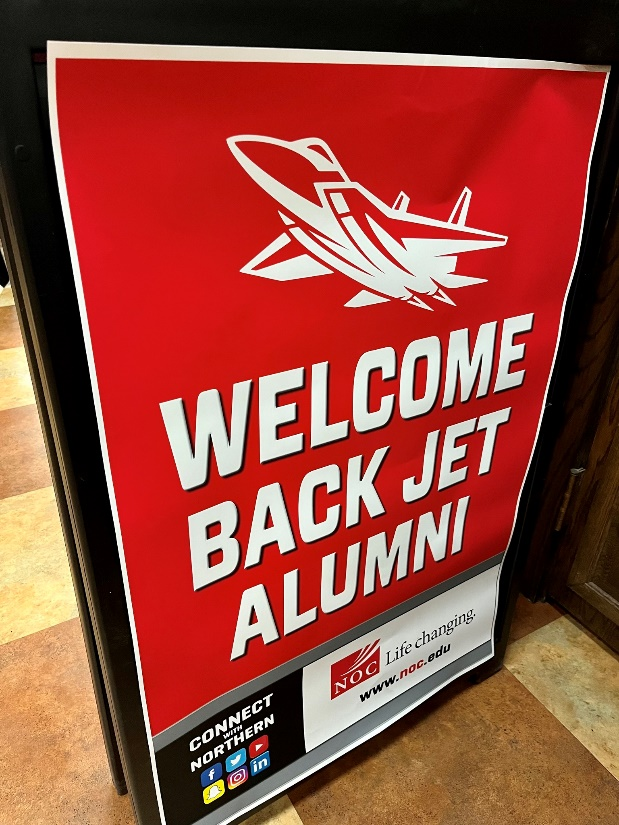 WELCOME
BACK JET
ALUMNI
NOC Life changing.
www.noc.edu
CONNECT
WITH
NORTHERN